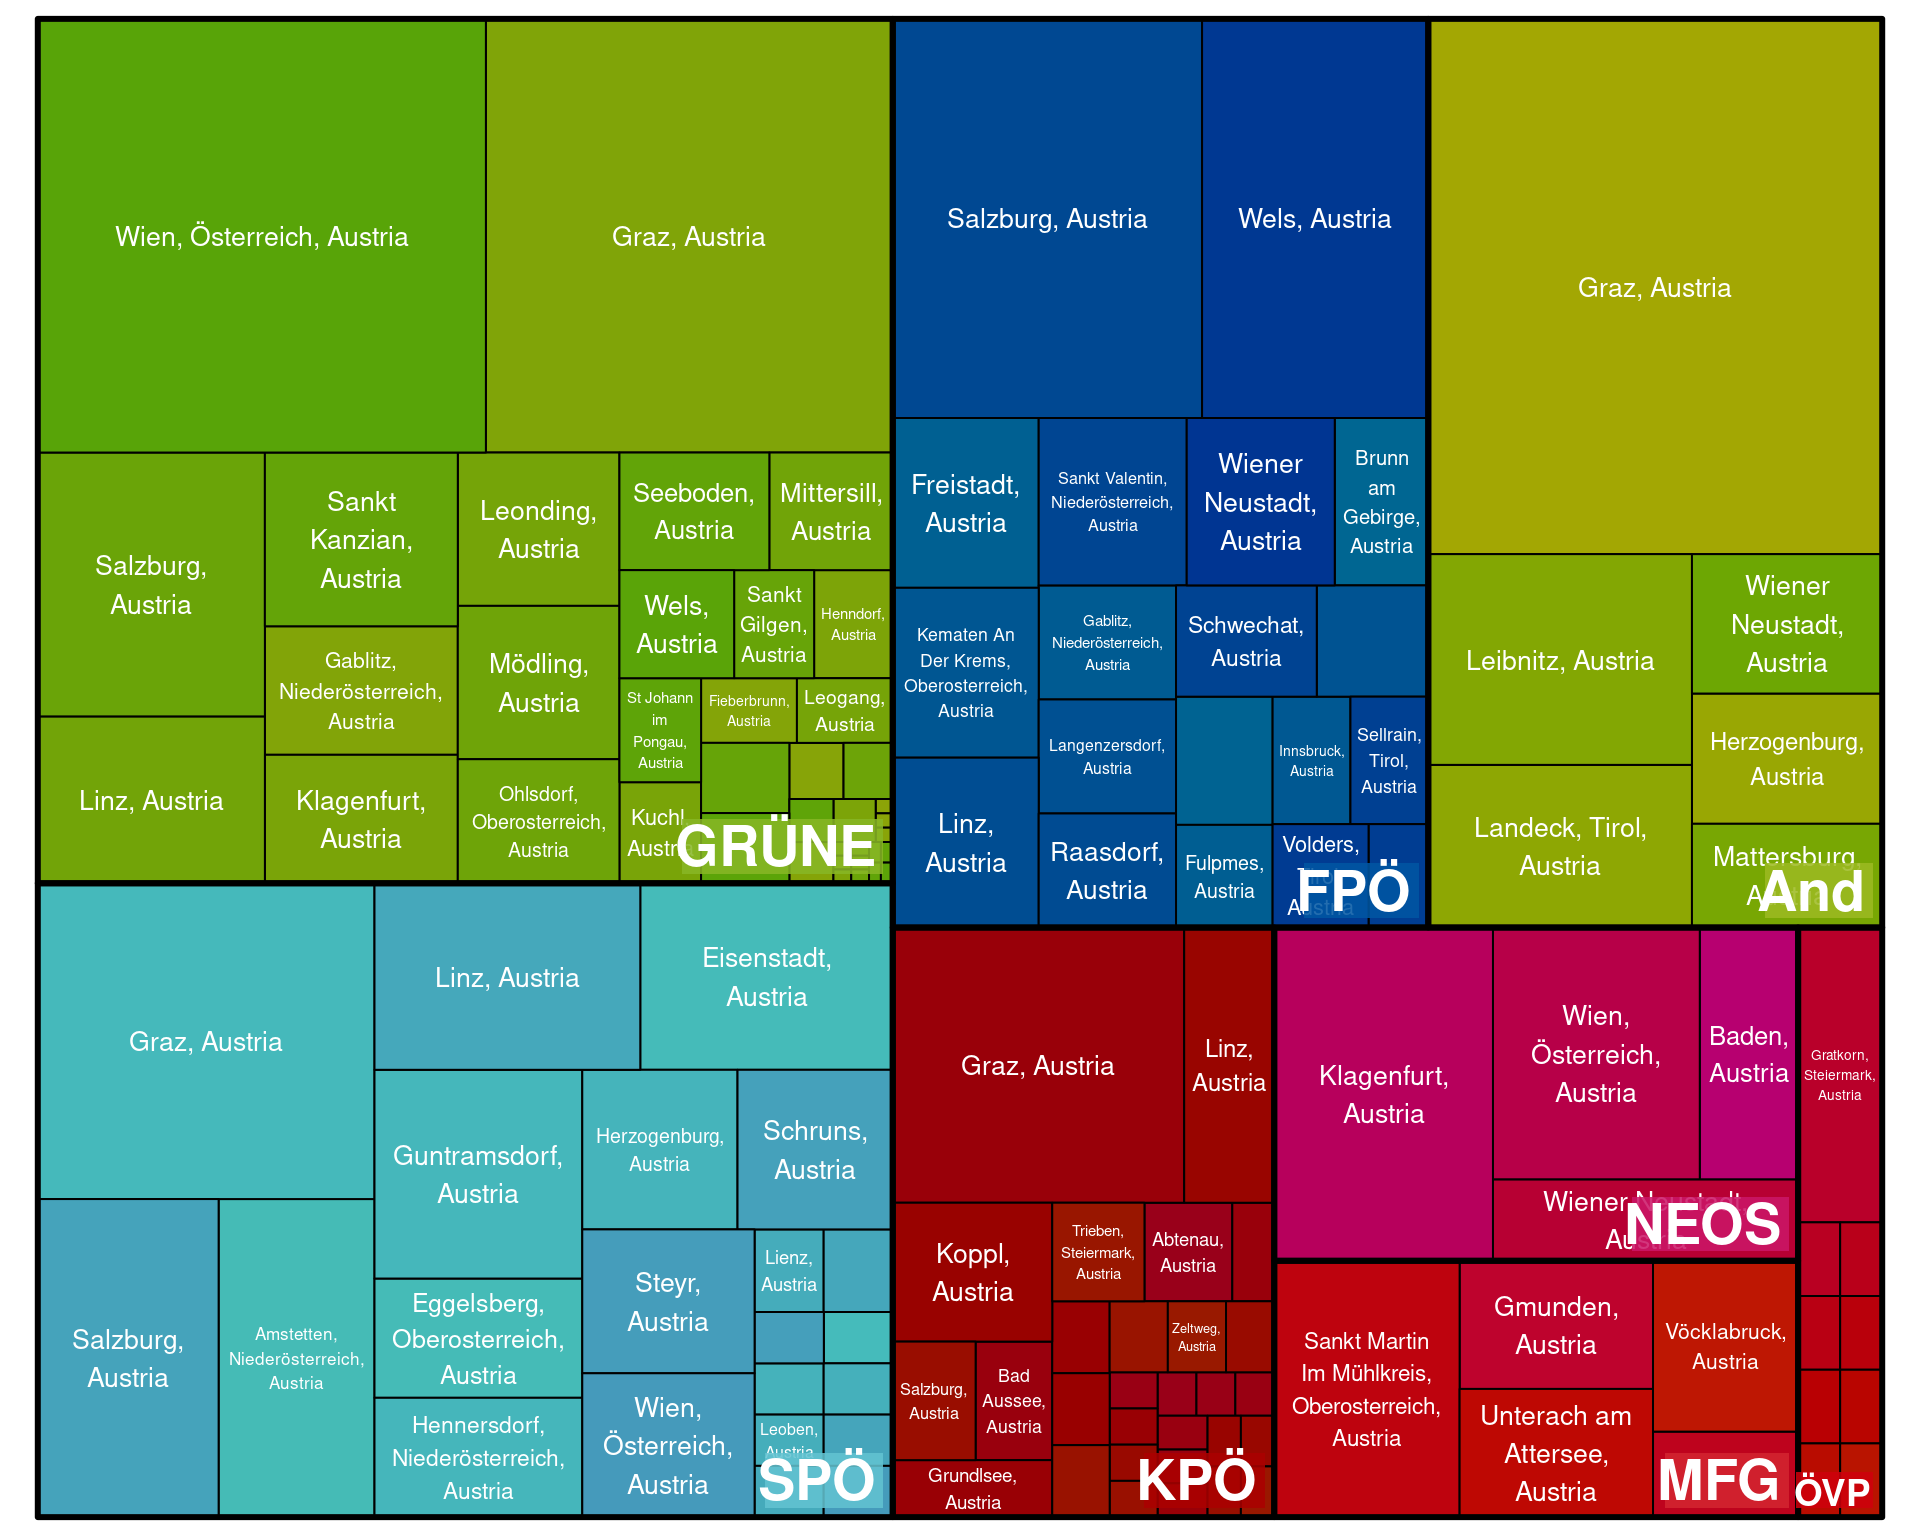 Wien, Österreich, Austria
Graz, Austria
Salzburg,
Austria
Linz, Austria
Sankt
Kanzian,
Austria
Gablitz,
Niederösterreich,
Austria
Klagenfurt,
Austria
Leonding,
Austria
Mödling,
Austria
Ohlsdorf,
Oberosterreich,
Austria
Seeboden,
Austria
Mittersill,
Austria
Wels,
Austria
Sankt
Gilgen,
Austria
Henndorf,
Austria
St Johann
im
Pongau,
Austria
Fieberbrunn,
Austria
Leogang,
Austria
Kuchl,
Austria
GRÜNE
Salzburg, Austria
Wels, Austria
Freistadt,
Austria
Sankt Valentin,
Niederösterreich,
Austria
Wiener
Neustadt,
Austria
Brunn
am
Gebirge,
Austria
Kematen An
Der Krems,
Oberosterreich,
Austria
Gablitz,
Niederösterreich,
Austria
Schwechat,
Austria
Langenzersdorf,
Austria
Innsbruck,
Austria
Sellrain,
Tirol,
Austria
Linz,
Austria
Raasdorf,
Austria
Fulpmes,
Austria
Volders,
Tirol,
Austria
FPÖ
Graz, Austria
Leibnitz, Austria
Landeck, Tirol,
Austria
Wiener
Neustadt,
Austria
Herzogenburg,
Austria
Mattersburg,
Austria
And
Graz, Austria
Salzburg,
Austria
Amstetten,
Niederösterreich,
Austria
Linz, Austria
Eisenstadt,
Austria
Guntramsdorf,
Austria
Eggelsberg,
Oberosterreich,
Austria
Hennersdorf,
Niederösterreich,
Austria
Herzogenburg,
Austria
Schruns,
Austria
Steyr,
Austria
Wien,
Österreich,
Austria
Lienz,
Austria
Leoben,
Austria
SPÖ
Graz, Austria
Linz,
Austria
Koppl,
Austria
Salzburg,
Austria
Bad
Aussee,
Austria
Grundlsee,
Austria
Trieben,
Steiermark,
Austria
Abtenau,
Austria
Zeltweg,
Austria
KPÖ
Klagenfurt,
Austria
Wien,
Österreich,
Austria
Baden,
Austria
Wiener Neustadt,
Austria
NEOS
Sankt Martin
Im Mühlkreis,
Oberosterreich,
Austria
Gmunden,
Austria
Unterach am
Attersee,
Austria
Vöcklabruck,
Austria
MFG
Gratkorn,
Steiermark,
Austria
ÖVP